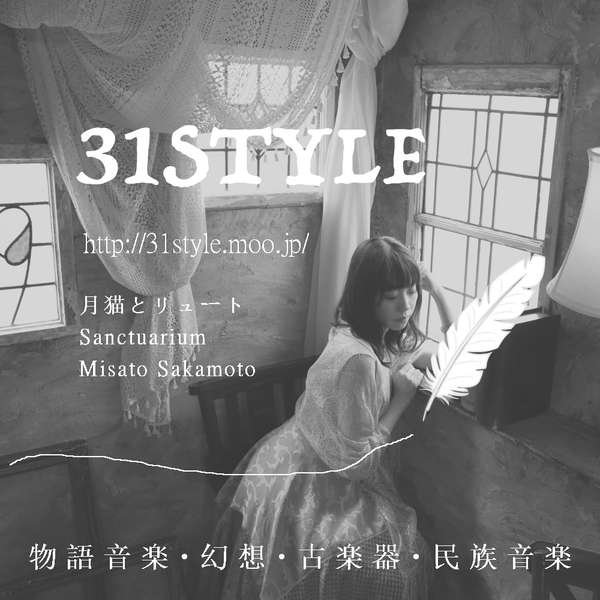 31STYLE
http://31style.moo.jp/
月猫とリュート
Sanctuarium
Misato Sakamoto
物語音楽・幻想・古楽器・民族音楽